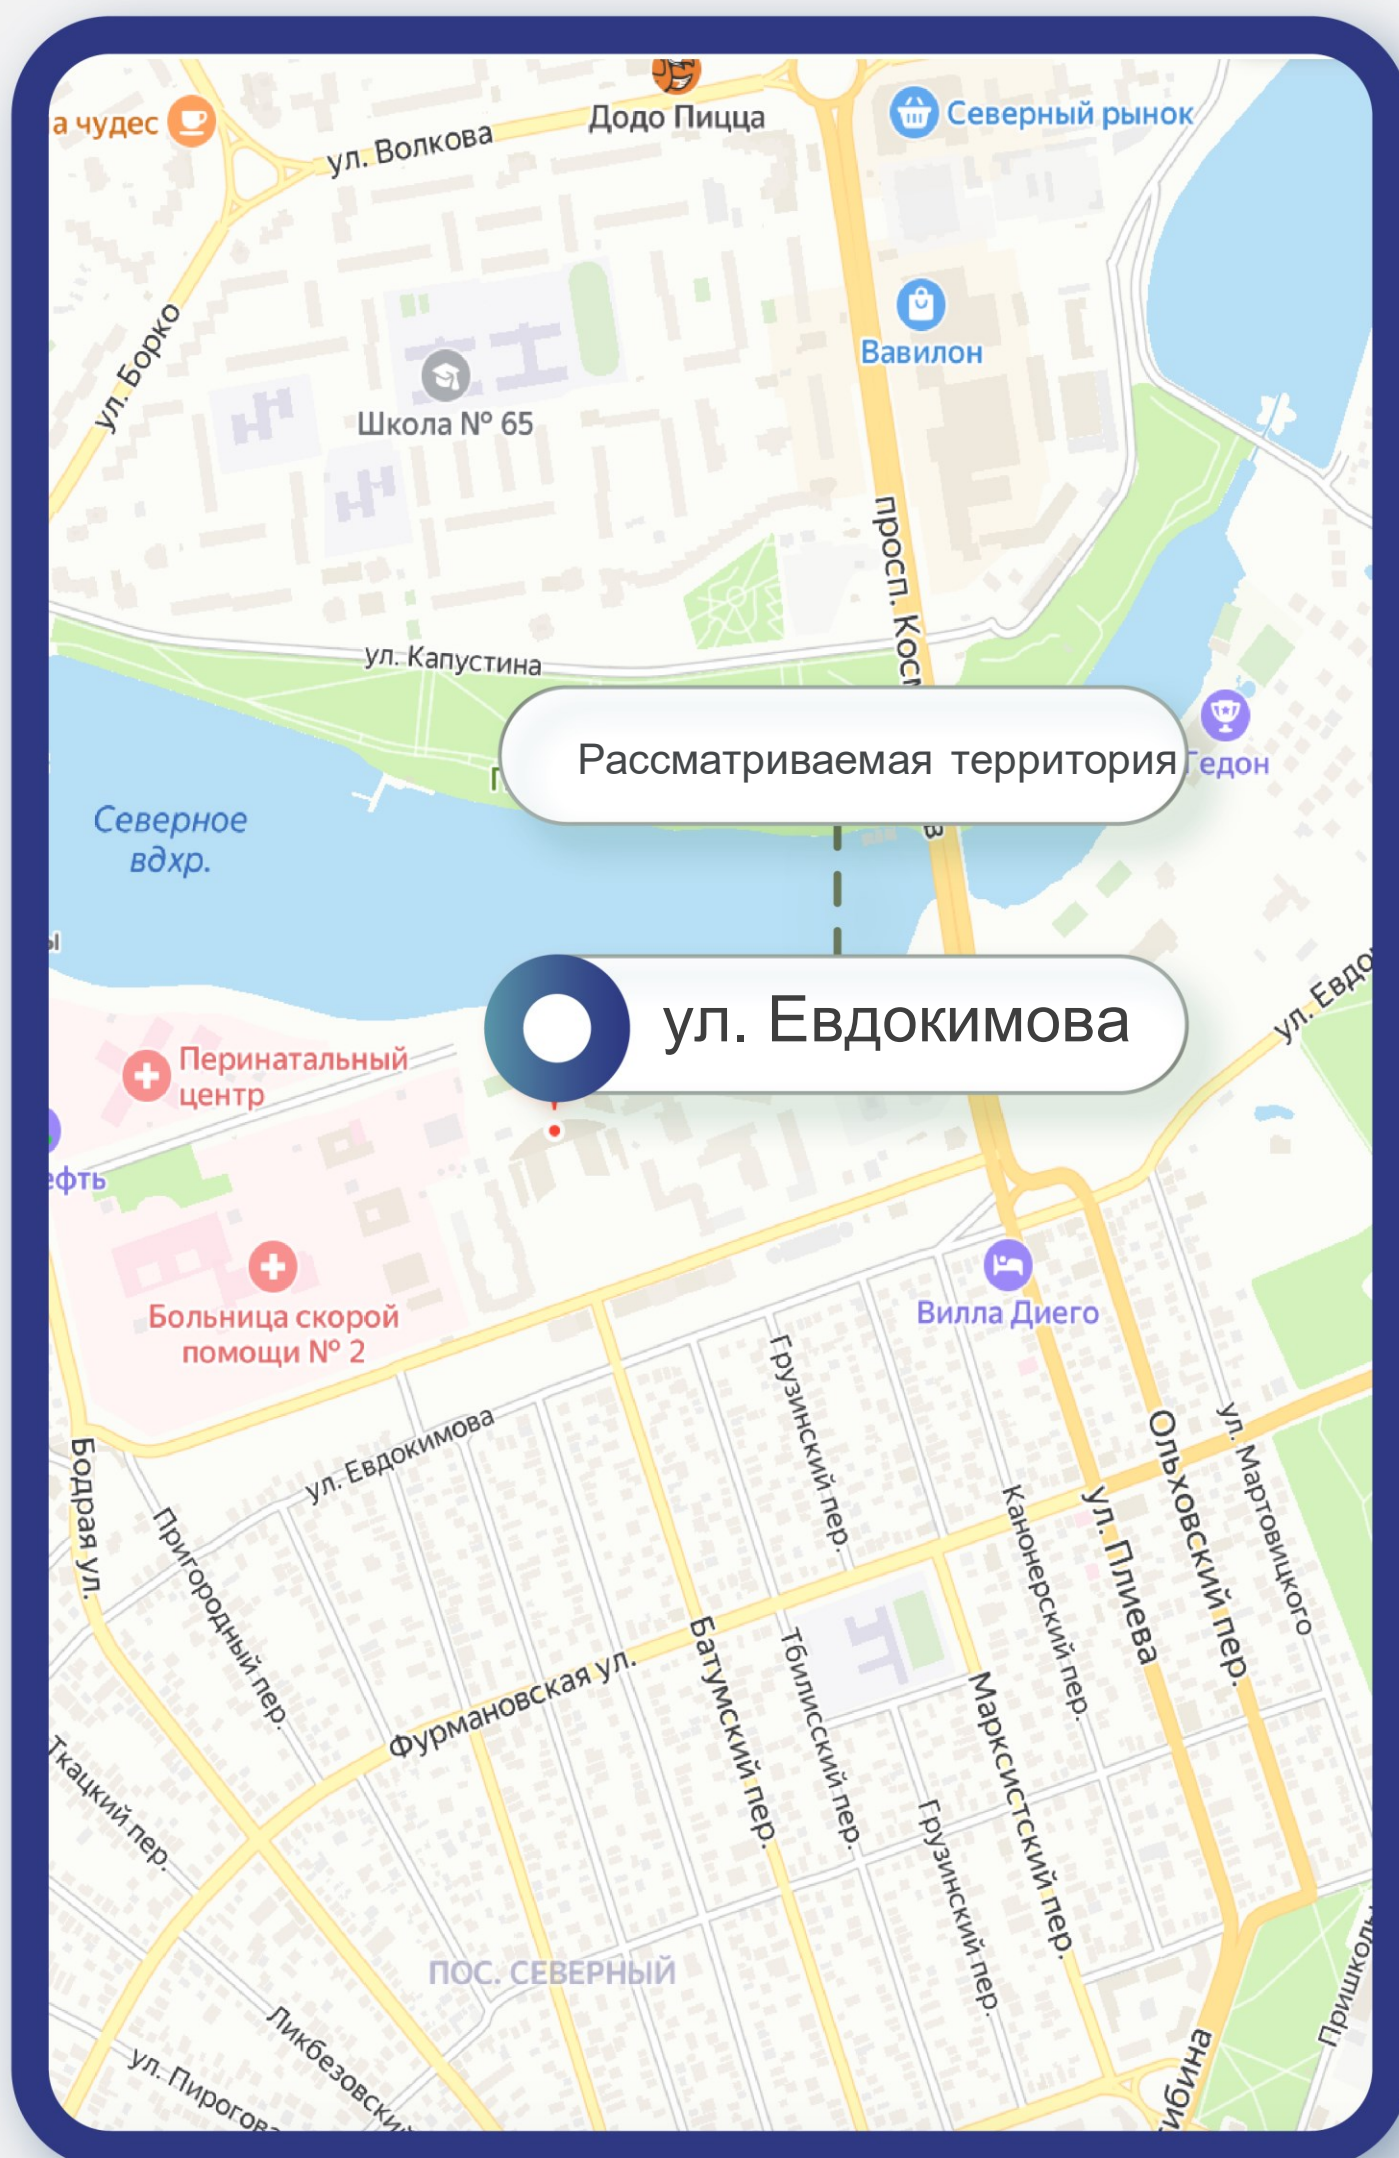 а чудес
ул. Волкова
Додо Пицца
Северный рынок
ул. Борко
Вавилон
Школа № 65
просп. Косм
ул. Капустина
Рассматриваемая территория
Гедон
Северное
вдхр.
в
ы
ул. Евдокимова
ул. Евдо
Перинатальный
центр
ефть
Больница скорой
помощи № 2
Вилла Диего
Грузинский пер.
ул. Евдокимова
Бодрая ул.
Пригородный пер.
Канонерский пер.
ул. Плиева
Ольховский пер.
ул. Мартовицкого
Фурмановская ул.
Батумский пер.
Тбилисский пер.
Марксистский пер.
Грузинский пер.
Ткацкий пер.
ПОС. СЕВЕРНЫЙ
Ликбезовский
ул. Пирогова
ибина
Пришколь